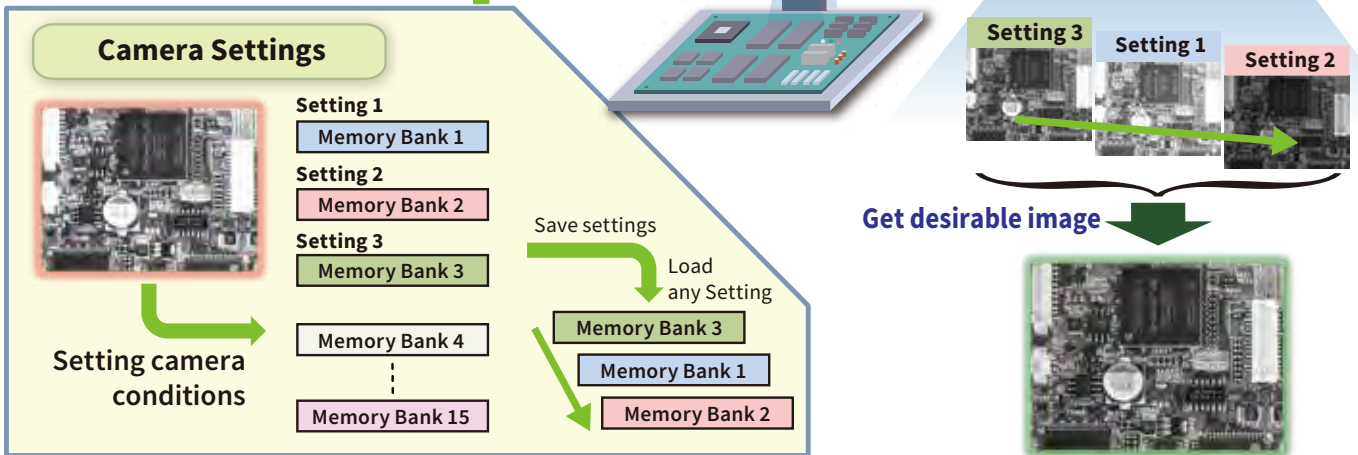 Camera Settings
Setting 1
Memory Bank 1
Setting 2
Memory Bank 2
Setting 3
Memory Bank 3
Memory Bank 4
Memory Bank 15
Setting camera
conditions
Save settings
Load
any Setting
Memory Bank 3
Memory Bank 1
Memory Bank 2
Setting 3
Setting 1
Setting 2
Get desirable image